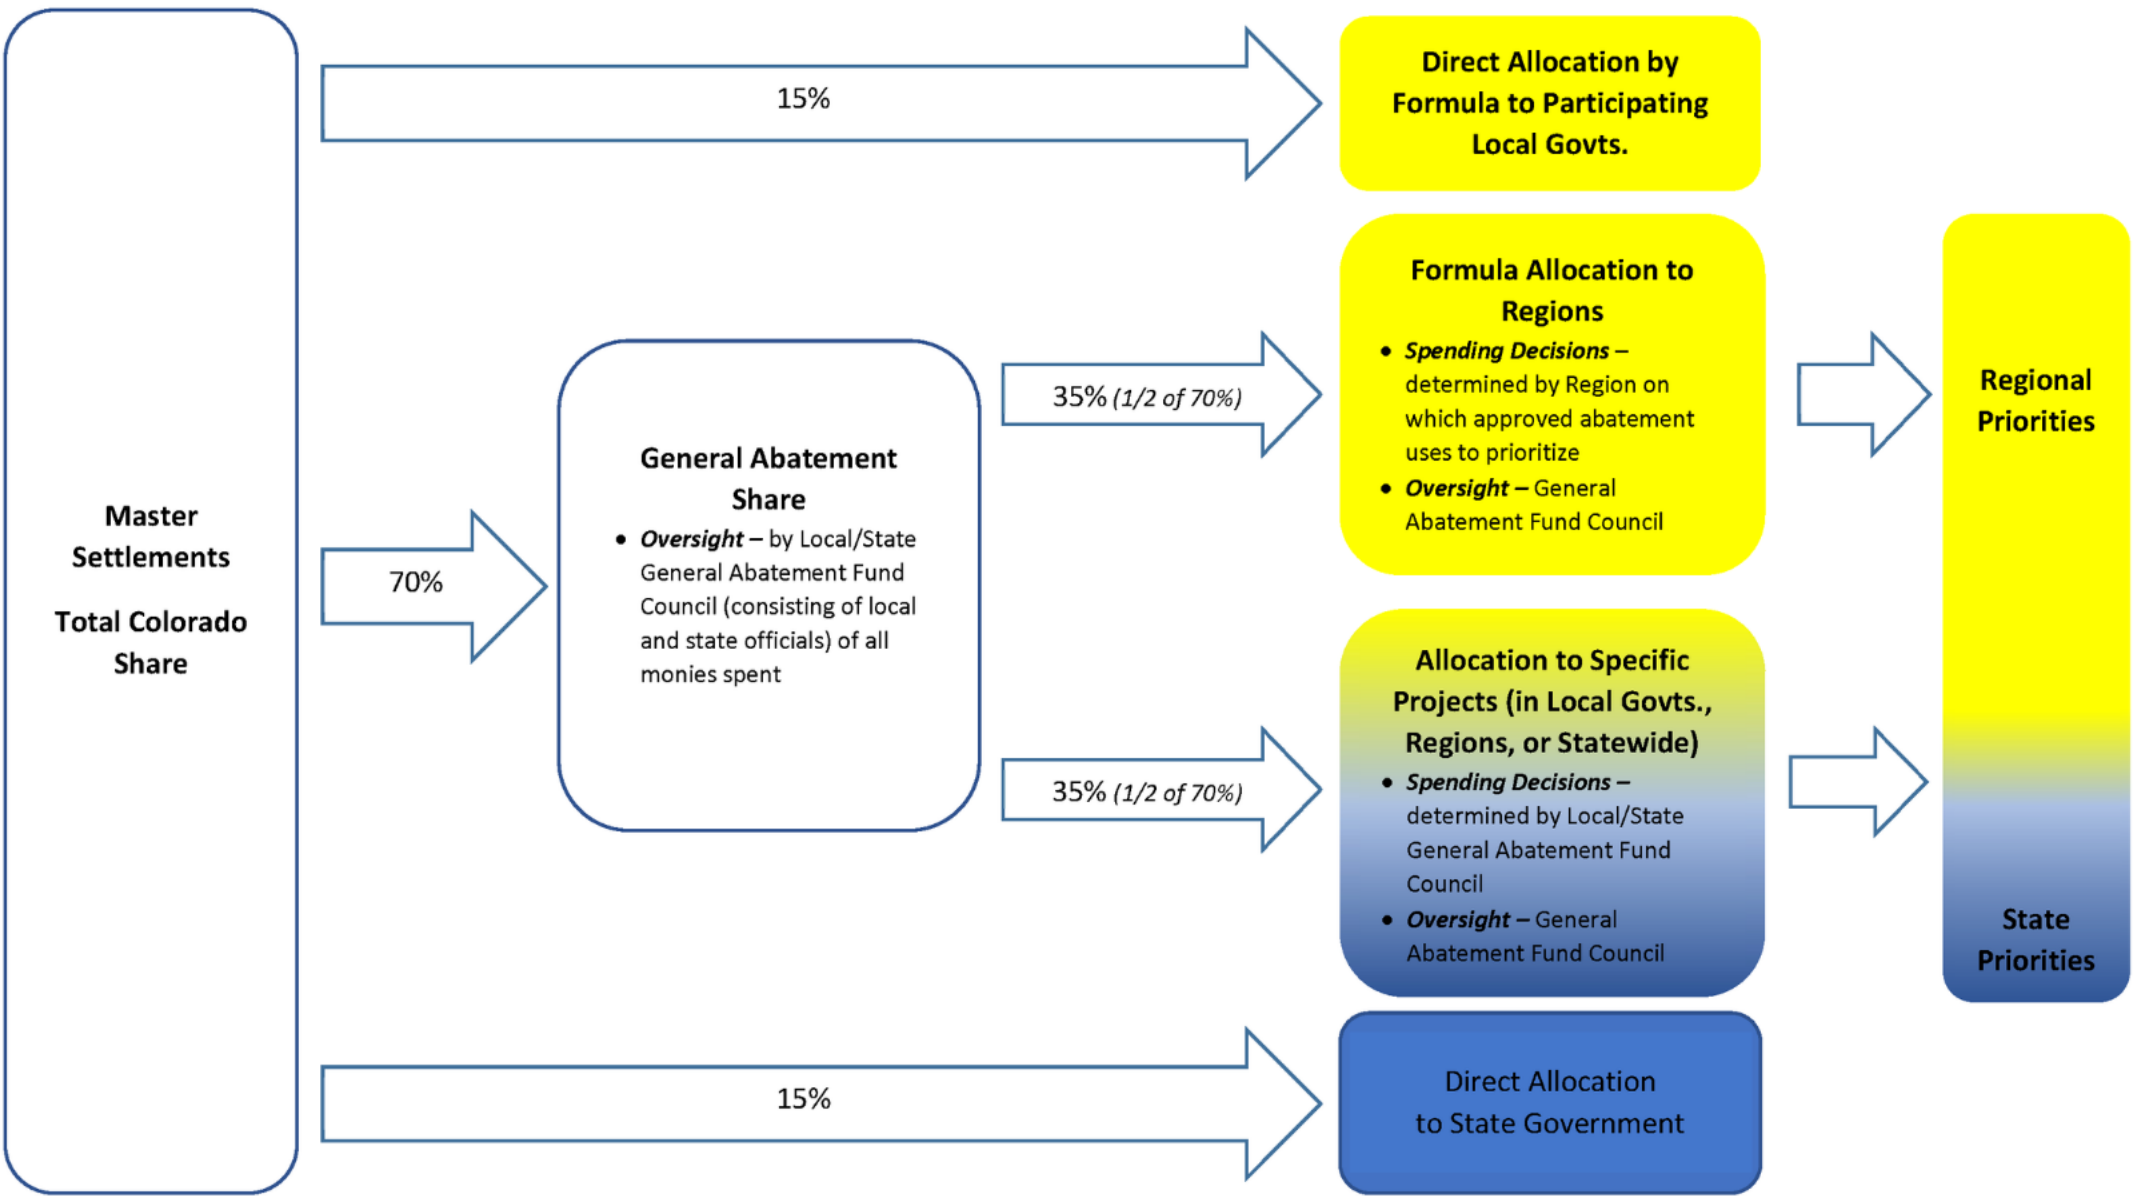 Master
Settlements
Total Colorado
Share
15%
70%
15%
General Abatement
Share
• Oversight – by Local/State
General Abatement Fund
Council (consisting of local
and state officials) of all
monies spent
35% (1/2 of 70%)
35% (1/2 of 70%)
Direct Allocation by
Formula to Participating
Local Govts.
Formula Allocation to
Regions
• Spending Decisions –
determined by Region on
which approved abatement
uses to prioritize
• Oversight – General
Abatement Fund Council
Allocation to Specific
Projects (in Local Govts.,
Regions, or Statewide)
• Spending Decisions –
determined by Local/State
General Abatement Fund
Council
• Oversight – General
Abatement Fund Council
Direct Allocation
to State Government
Regional
Priorities
State
Priorities